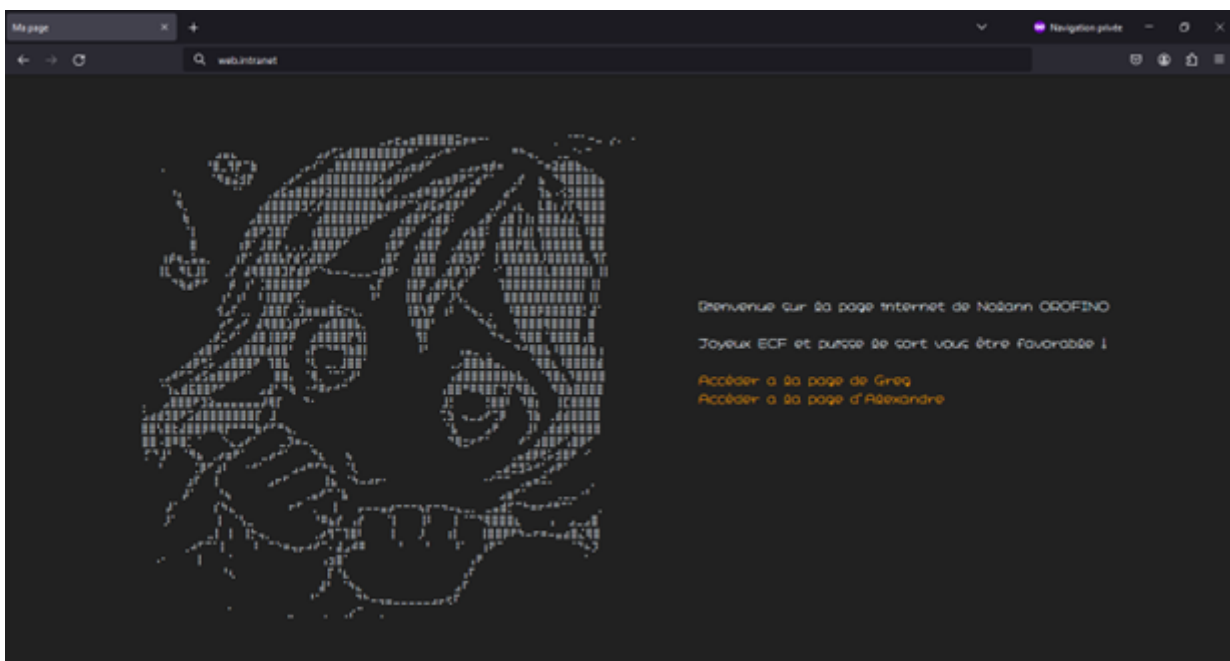 Ma page
Navigation privée
web.intranet
Bienvenue sur la page internet de Nolann OROFINO
Joyeux ECF et puisse le sort vous être favorable !
Accéder a la page de Greg
Accéder a la page d'Alexandre